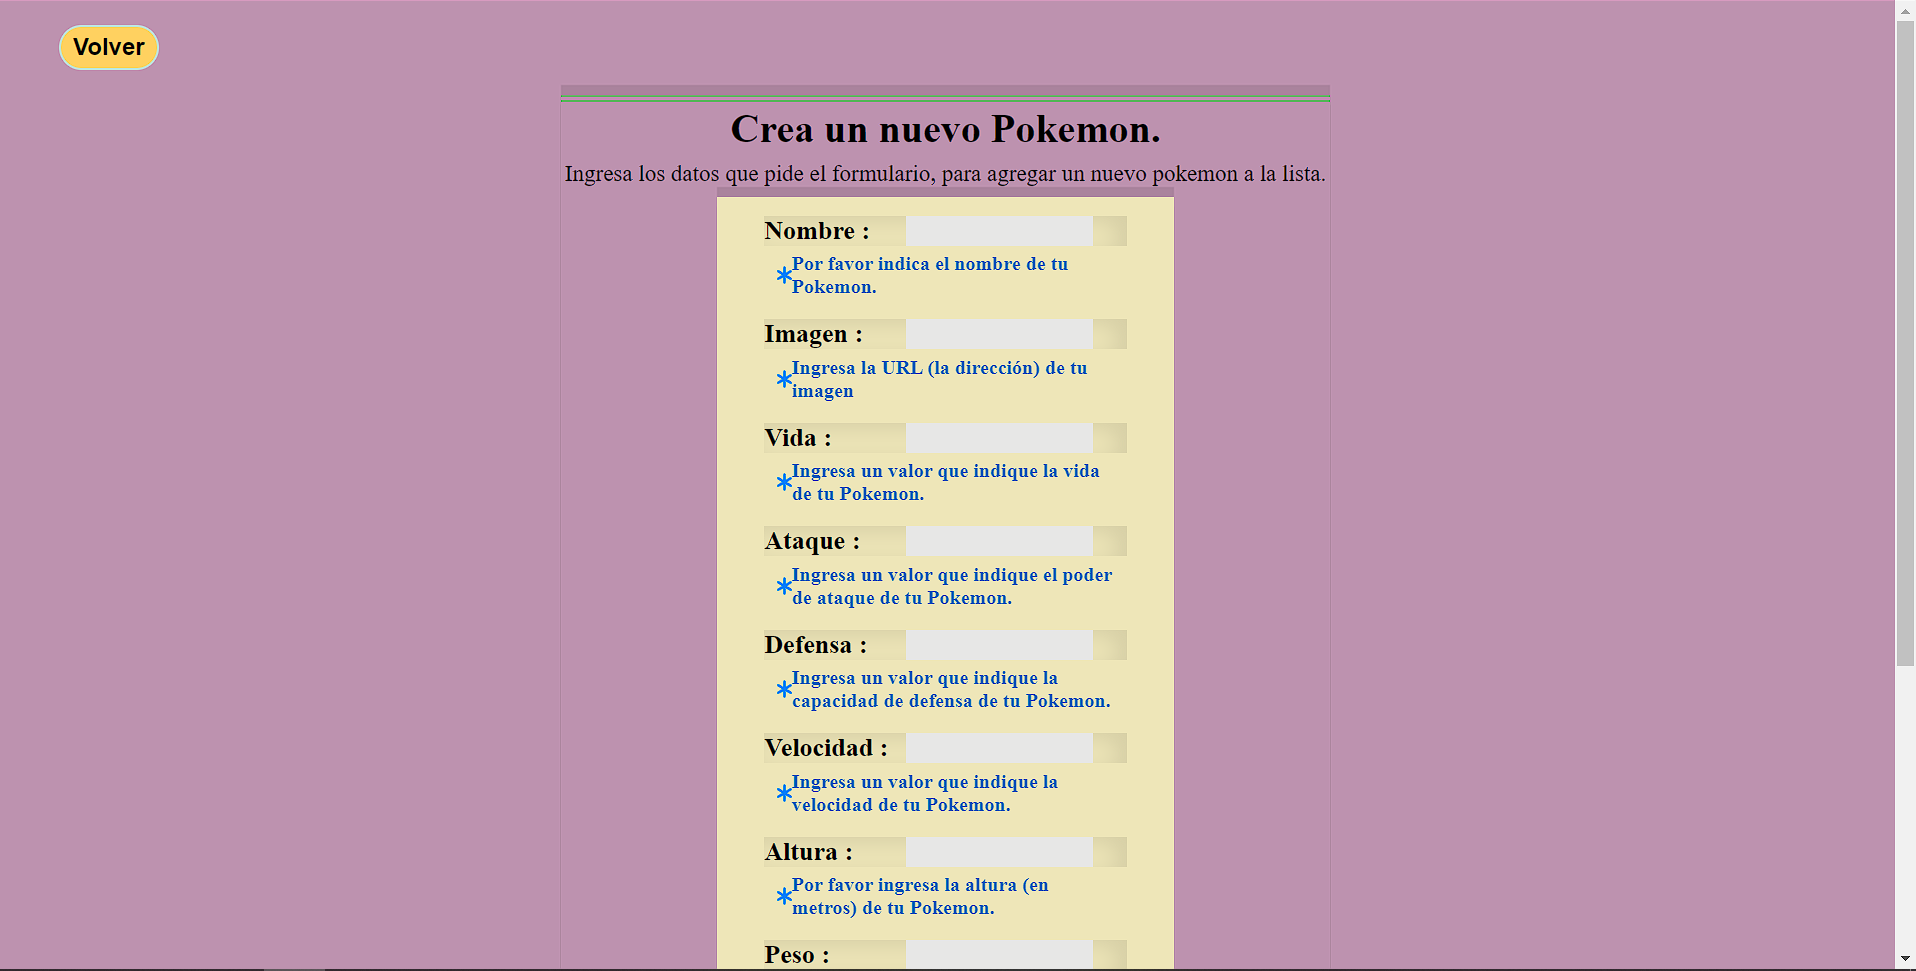 Volver
Crea un nuevo Pokemon.
Ingresa los datos que pide el formulario, para agregar un nuevo pokemon a la lista.
Nombre :
*Por favor indica el nombre de tu
Pokemon.
Imagen :
*Ingresa la URL (la dirección) de tu
imagen
Vida :
*Ingresa un valor que indique la vida
de tu Pokemon.
Ataque :
*Ingresa un valor que indique el poder
de ataque de tu Pokemon.
Defensa :
*Ingresa un valor que indique la
capacidad de defensa de tu Pokemon.
Velocidad :
*Ingresa un valor que indique la
velocidad de tu Pokemon.
Altura :
*Por favor ingresa la altura (en
metros) de tu Pokemon.
Peso :